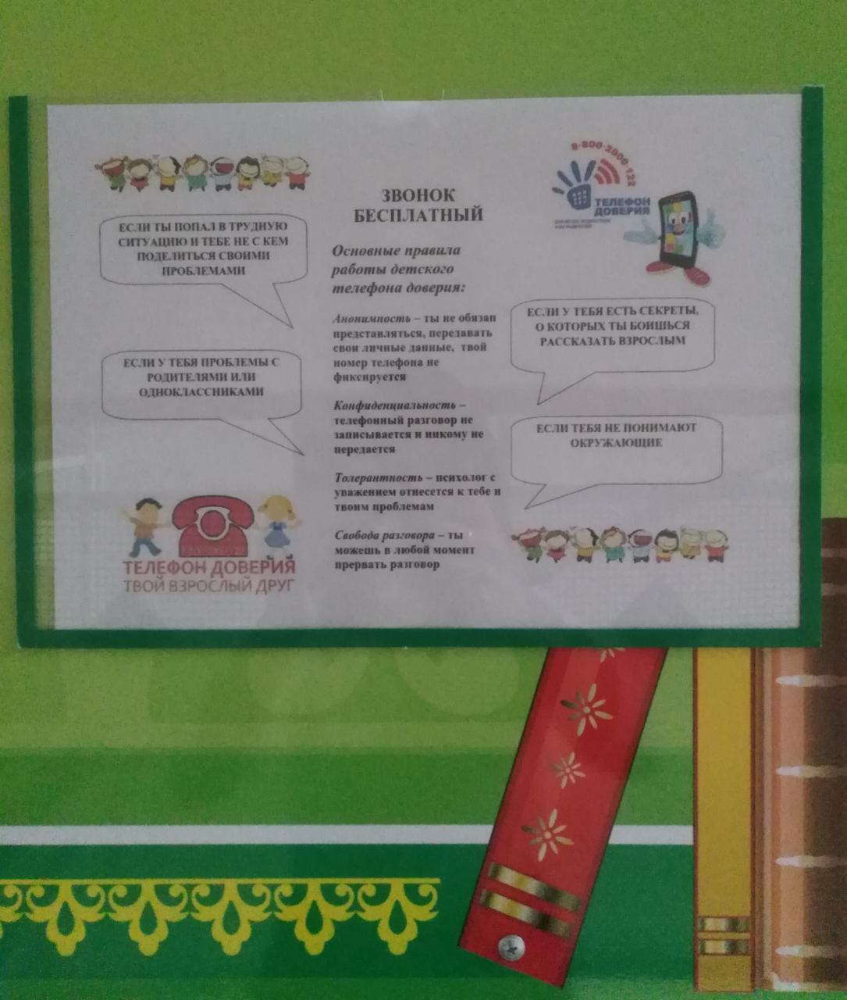 ЕСЛИ ТЫ ПОПАЛ В ТРУДНУЮ
СИТУАЦИЮ И ТЕБЕ НЕ С КЕМ
ПОДЕЛИТЬСЯ СВОИМИ
ПРОБЛЕМАМИ
ЕСЛИ У ТЕБЯ ПРОБЛЕМЫ С
РОДИТЕЛЯМИ ИЛИ
ОДНОКЛАССНИКАМИ
ТЕЛЕФОН ДОВЕРИЯ
ТВОЙ ВЗРОСЛЫЙ ДРУГ
ЗВОНОК
БЕСПЛАТНЫЙ
Основные правила
работы детского
телефона доверия:
Анонимность – ты не обязан
представляться, передавать
свои личные данные, твой
номер телефона не
фиксируется
Конфиденциальность –
телефонный разговор не
записывается и никому не
передается
Толерантность – психолог с
уважением отнесется к тебе и
твоим проблемам
Свобода разговора – ты
можешь в любой момент
прервать разговор
8-800-2000-122
ТЕЛЕФОН
ДОВЕРИЯ
ЕСЛИ У ТЕБЯ ЕСТЬ СЕКРЕТЫ,
О КОТОРЫХ ТЫ БОИШЬСЯ
РАССКАЗАТЬ ВЗРОСЛЫМ
ЕСЛИ ТЕБЯ НЕ ПОНИМАЮТ
ОКРУЖАЮЩИЕ